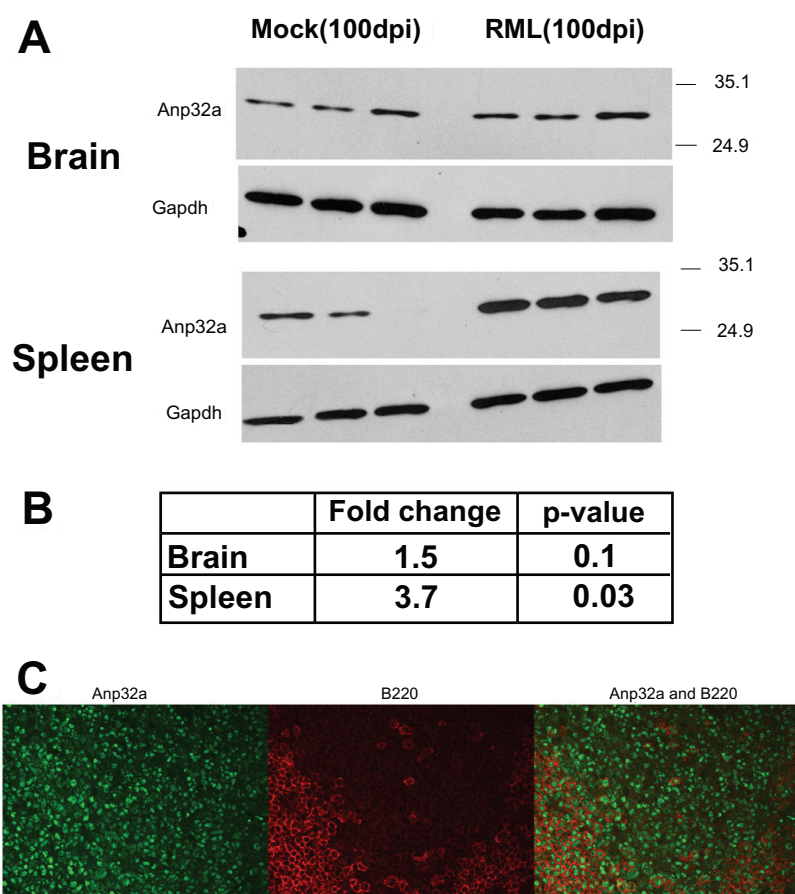 A
Mock(100dpi) RML(100dpi)
Anp32a
35.1
24.9
Brain
Gapdh
35.1
Anp32a
24.9
Spleen
Gapdh
B
Fold change p-value
Brain 1.5 0.1
Spleen 3.7 0.03
C
Anp32a B220 Anp32a and B220